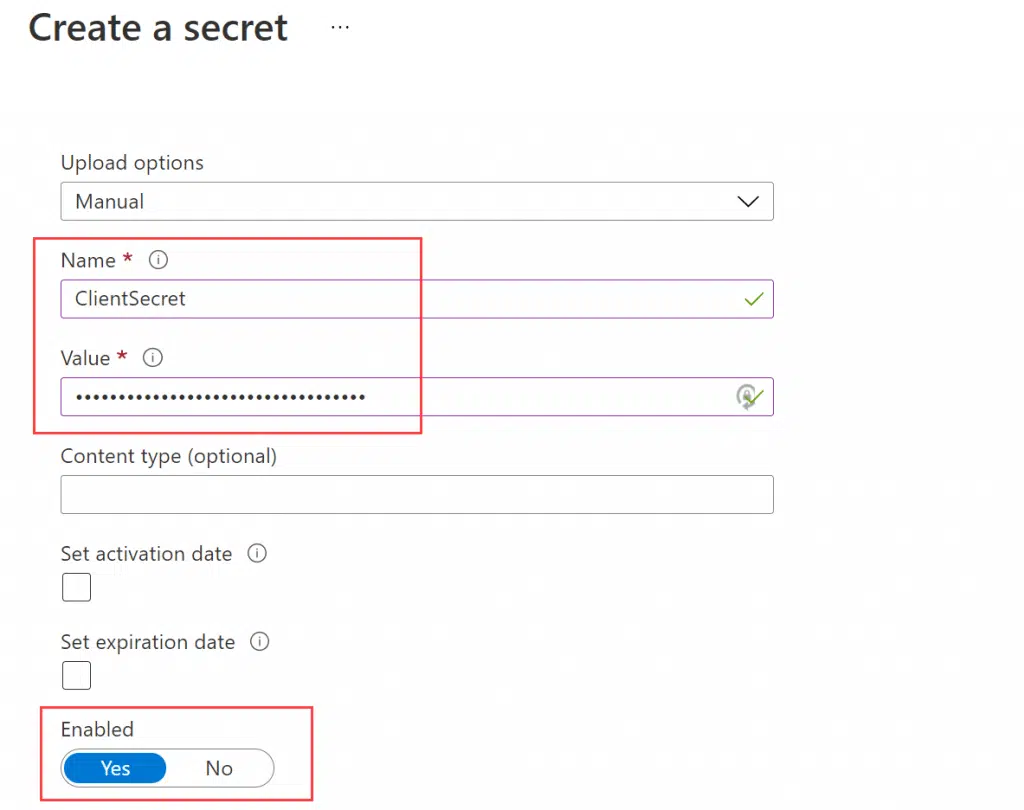 Create a secret ...
Upload options
Manual
Name *
ClientSecret
Value *
••••••••••••••••••••••••••••••••••
Content type (optional)
Set activation date
Set expiration date
Enabled
Yes No